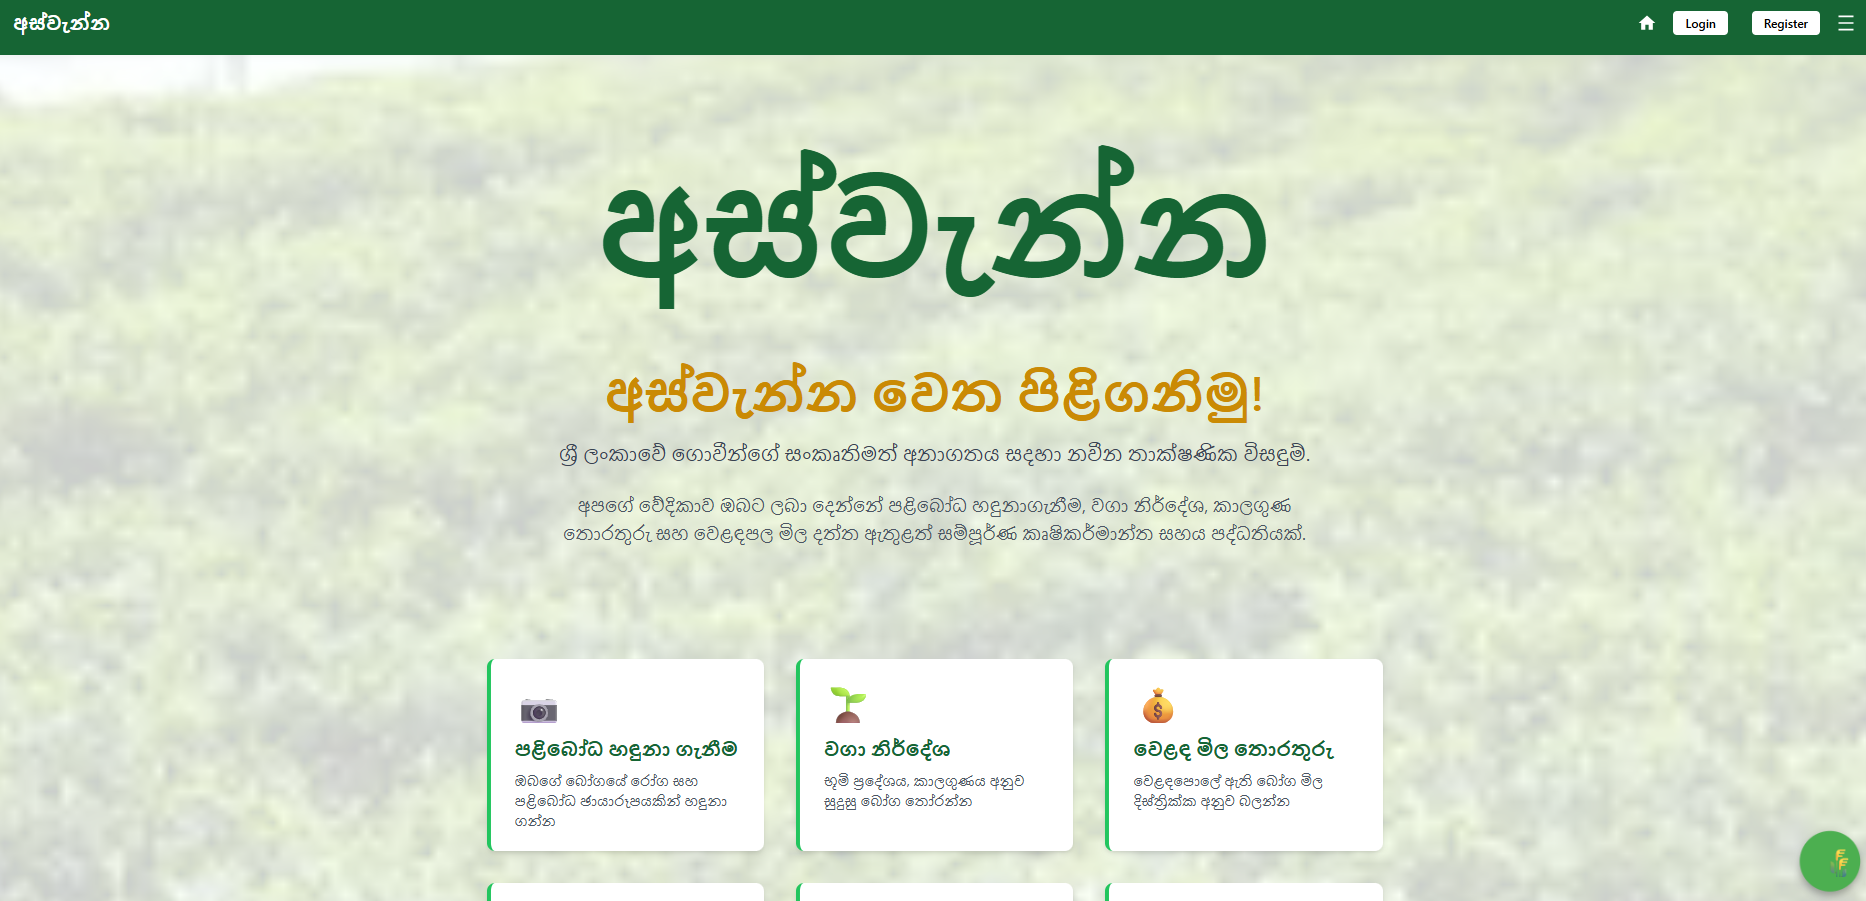 අස්වැන්න
Login
Register
අස්වැන්න
අස්වැන්න වෙත පිළිගනිමු!
ශ්‍රී ලංකාවේ ගොවීන්ගේ සංකෘතිමත් අනාගතය සදහා නවීන තාක්ෂණික විසඳුම්.
අපගේ වේදිකාව ඔබට ලබා දෙන්නේ පළිබෝධ හඳුනාගැනීම, වගා නිර්දේශ, කාලගුණ
තොරතුරු සහ වෙළඳපල මිල දත්ත ඇතුළත් සම්පූර්ණ කෘෂිකර්මාන්ත සහය පද්ධතියක්.
පළිබෝධ හඳුනා ගැනීම
ඔබගේ බෝගයේ රෝග සහ
පළිබෝධ ඡායාරූපයකින් හඳුනා
ගන්න
වගා නිර්දේශ
භූමි ප්‍රදේශය, කාලගුණය අනුව
සුදුසු බෝග තෝරන්න
වෙළඳ මිල තොරතුරු
වෙළඳපොලේ ඇති බෝග මිල
දිස්ත්‍රික්ක අනුව බලන්න